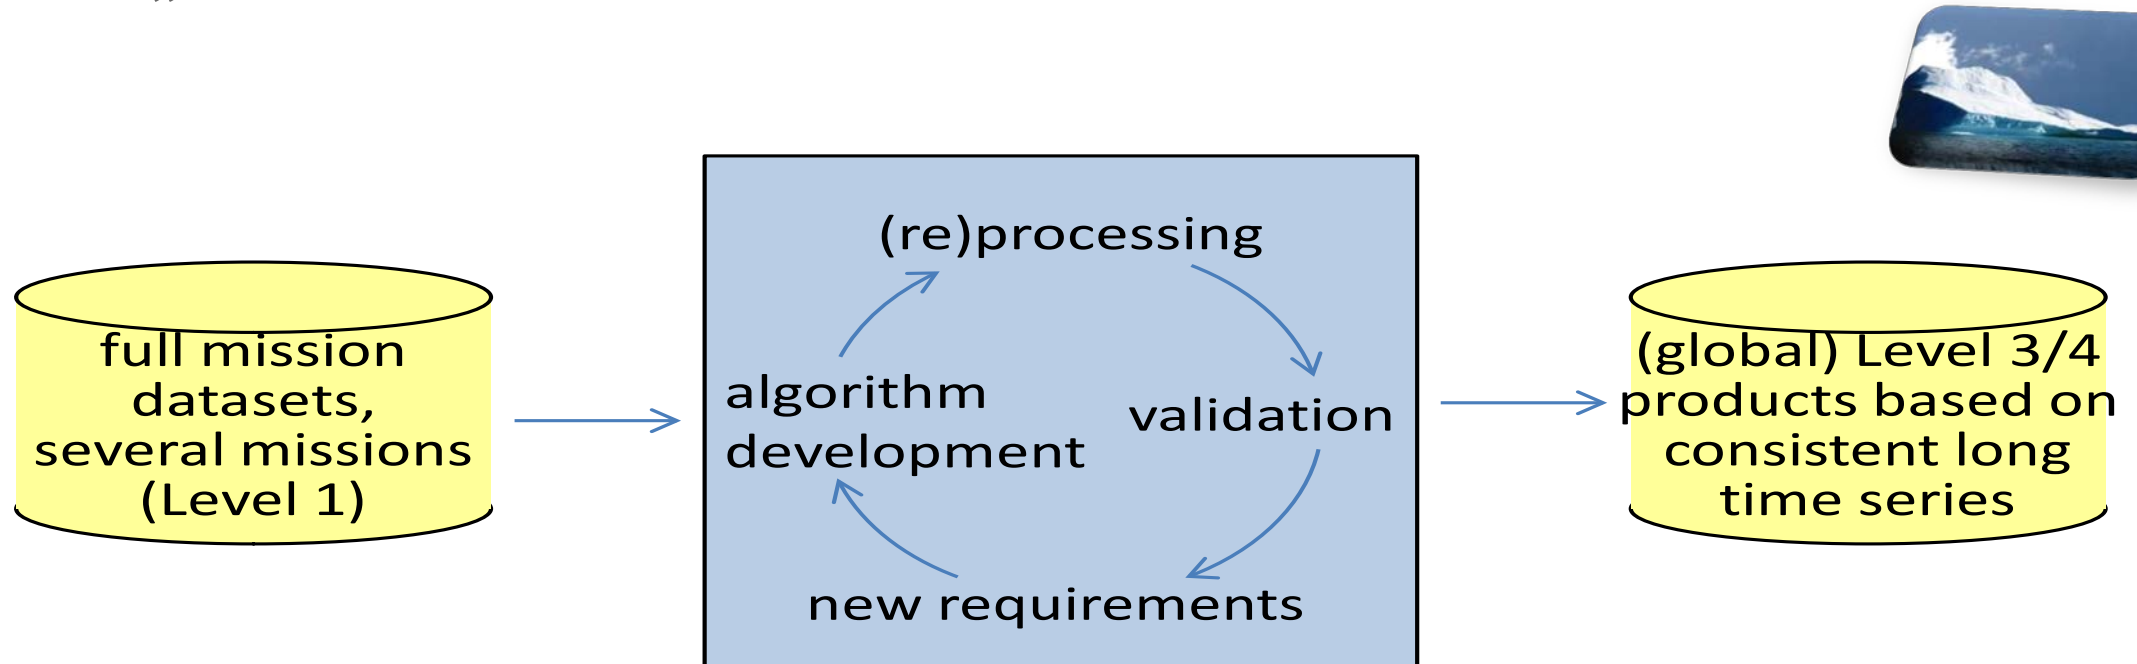 full mission
datasets,
several missions
(Level 1)
(re)processing
algorithm
development
validation
new requirements
(global) Level 3/4
products based on
consistent long
time series